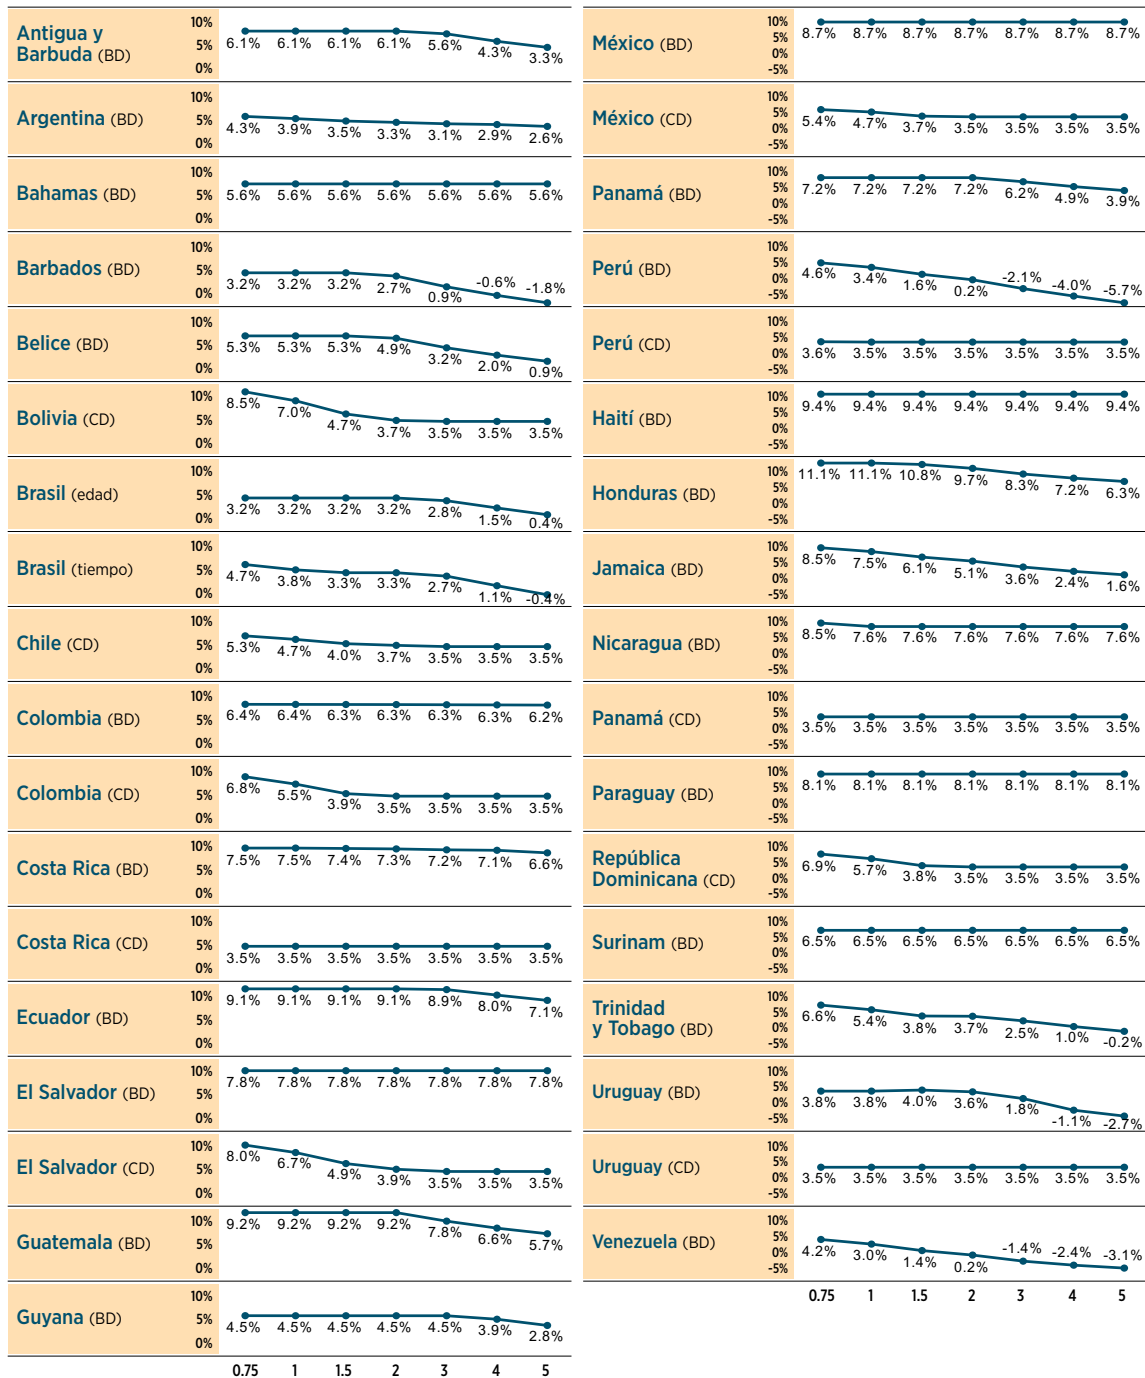 Antigua y
Barbuda (BD)
10%
5%
0%
6.1% 6.1% 6.1% 6.1% 5.6% 4.3% 3.3%
Argentina (BD)
10%
5%
0%
4.3% 3.9% 3.5% 3.3% 3.1% 2.9% 2.6%
Bahamas (BD)
10%
5%
0%
5.6% 5.6% 5.6% 5.6% 5.6% 5.6% 5.6%
Barbados (BD)
10%
5%
0%
3.2% 3.2% 3.2% 2.7% 0.9% -0.6% -1.8%
Belice (BD)
10%
5%
0%
5.3% 5.3% 5.3% 4.9% 3.2% 2.0% 0.9%
Bolivia (CD)
10%
5%
0%
8.5% 7.0% 4.7% 3.7% 3.5% 3.5% 3.5%
Brasil (edad)
10%
5%
0%
3.2% 3.2% 3.2% 3.2% 2.8% 1.5% 0.4%
Brasil (tiempo)
10%
5%
0%
4.7% 3.8% 3.3% 3.3% 2.7% 1.1% -0.4%
Chile (CD)
10%
5%
0%
5.3% 4.7% 4.0% 3.7% 3.5% 3.5% 3.5%
Colombia (BD)
10%
5%
0%
6.4% 6.4% 6.3% 6.3% 6.3% 6.3% 6.2%
Colombia (CD)
10%
5%
0%
6.8% 5.5% 3.9% 3.5% 3.5% 3.5% 3.5%
Costa Rica (BD)
10%
5%
0%
7.5% 7.5% 7.4% 7.3% 7.2% 7.1% 6.6%
Costa Rica (CD)
10%
5%
0%
3.5% 3.5% 3.5% 3.5% 3.5% 3.5% 3.5%
Ecuador (BD)
10%
5%
0%
9.1% 9.1% 9.1% 9.1% 8.9% 8.0% 7.1%
El Salvador (BD)
10%
5%
0%
7.8% 7.8% 7.8% 7.8% 7.8% 7.8% 7.8%
El Salvador (CD)
10%
5%
0%
8.0% 6.7% 4.9% 3.9% 3.5% 3.5% 3.5%
Guatemala (BD)
10%
5%
0%
9.2% 9.2% 9.2% 9.2% 7.8% 6.6% 5.7%
Guyana (BD)
10%
5%
0%
4.5% 4.5% 4.5% 4.5% 4.5% 3.9% 2.8%
0.75 1 1.5 2 3 4 5
México (BD)
10%
5%
0%
-5%
8.7% 8.7% 8.7% 8.7% 8.7% 8.7% 8.7%
México (CD)
10%
5%
0%
-5%
5.4% 4.7% 3.7% 3.5% 3.5% 3.5% 3.5%
Panamá (BD)
10%
5%
0%
-5%
7.2% 7.2% 7.2% 7.2% 6.2% 4.9% 3.9%
Perú (BD)
10%
5%
0%
-5%
4.6% 3.4% 1.6% 0.2% -2.1% -4.0% -5.7%
Perú (CD)
10%
5%
0%
-5%
3.6% 3.5% 3.5% 3.5% 3.5% 3.5% 3.5%
Haití (BD)
10%
5%
0%
-5%
9.4% 9.4% 9.4% 9.4% 9.4% 9.4% 9.4%
Honduras (BD)
10%
5%
0%
-5%
11.1% 11.1% 10.8% 9.7% 8.3% 7.2% 6.3%
Jamaica (BD)
10%
5%
0%
-5%
8.5% 7.5% 6.1% 5.1% 3.6% 2.4% 1.6%
Nicaragua (BD)
10%
5%
0%
-5%
8.5% 7.6% 7.6% 7.6% 7.6% 7.6% 7.6%
Panamá (CD)
10%
5%
0%
-5%
3.5% 3.5% 3.5% 3.5% 3.5% 3.5% 3.5%
Paraguay (BD)
10%
5%
0%
-5%
8.1% 8.1% 8.1% 8.1% 8.1% 8.1% 8.1%
República
Dominicana (CD)
10%
5%
0%
-5%
6.9% 5.7% 3.8% 3.5% 3.5% 3.5% 3.5%
Surinam (BD)
10%
5%
0%
-5%
6.5% 6.5% 6.5% 6.5% 6.5% 6.5% 6.5%
Trinidad
y Tobago (BD)
10%
5%
0%
-5%
6.6% 5.4% 3.8% 3.7% 2.5% 1.0% -0.2%
Uruguay (BD)
10%
5%
0%
-5%
3.8% 3.8% 4.0% 3.6% 1.8% -1.1% -2.7%
Uruguay (CD)
10%
5%
0%
-5%
3.5% 3.5% 3.5% 3.5% 3.5% 3.5% 3.5%
Venezuela (BD)
10%
5%
0%
-5%
4.2% 3.0% 1.4% 0.2% -1.4% -2.4% -3.1%
0.75 1 1.5 2 3 4 5